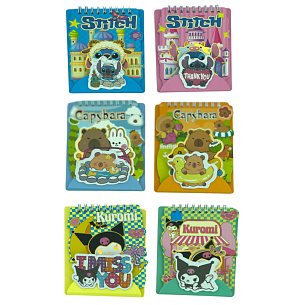 STITCH
STITCH
THANK YOU
Capybara
Capybara
Kuromi
I MISS
YOU
Kuromi